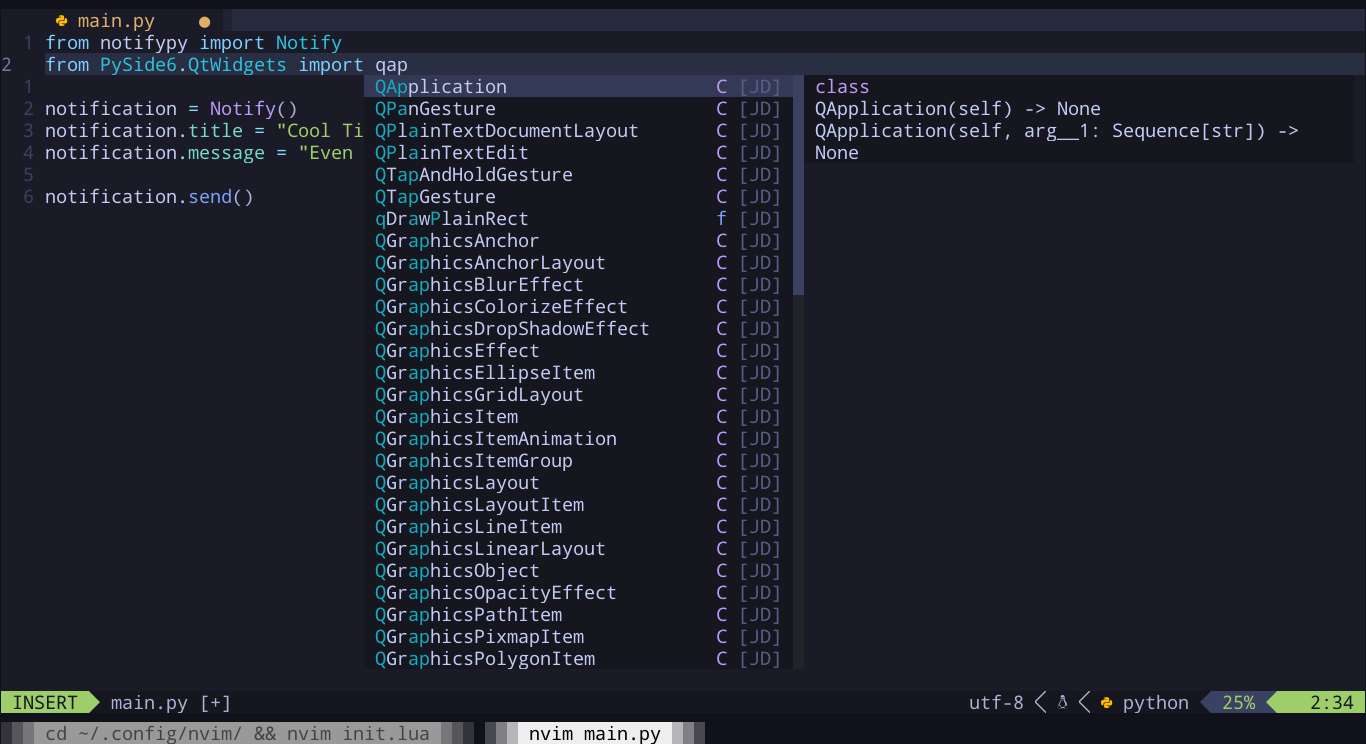 main.py ●
1 from notifypy import Notify
2 from PySide6.QtWidgets import qap
1 QApplication C [JD] class
2 notification = Notify() QPanGesture C [JD] QApplication(self) -> None
3 notification.title = "Cool Ti QPlainTextDocumentLayout C [JD] QApplication(self, arg__1: Sequence[str]) ->
4 notification.message = "Even QPlainTextEdit C [JD] None
5 QTapAndHoldGesture C [JD]
6 notification.send() QTapGesture C [JD]
qDrawPlainRect f [JD]
QGraphicsAnchor C [JD]
QGraphicsAnchorLayout C [JD]
QGraphicsBlurEffect C [JD]
QGraphicsColorizeEffect C [JD]
QGraphicsDropShadowEffect C [JD]
QGraphicsEffect C [JD]
QGraphicsEllipseItem C [JD]
QGraphicsGridLayout C [JD]
QGraphicsItem C [JD]
QGraphicsItemAnimation C [JD]
QGraphicsItemGroup C [JD]
QGraphicsLayout C [JD]
QGraphicsLayoutItem C [JD]
QGraphicsLineItem C [JD]
QGraphicsLinearLayout C [JD]
QGraphicsObject C [JD]
QGraphicsOpacityEffect C [JD]
QGraphicsPathItem C [JD]
QGraphicsPixmapItem C [JD]
QGraphicsPolygonItem C [JD]
INSERT main.py [+] utf-8 python 25% 2:34
cd ~/.config/nvim/ && nvim init.lua nvim main.py